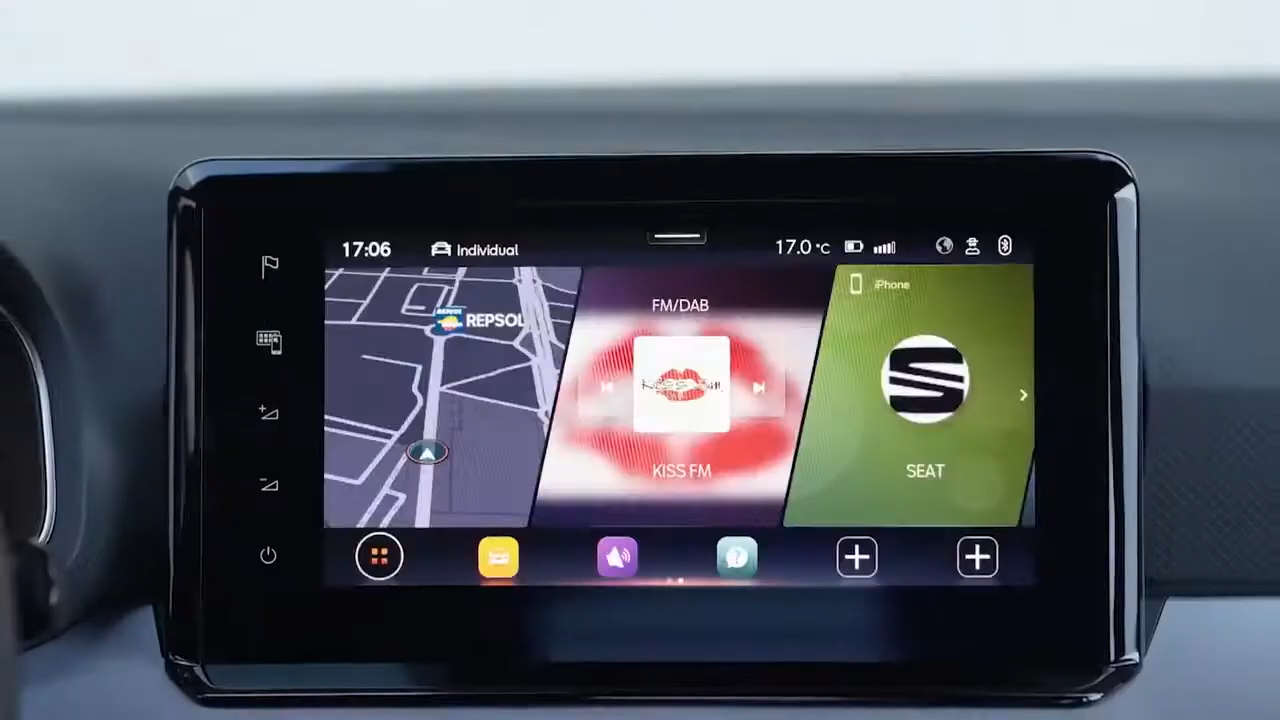 17:06
Individual
17.0 °C
REPSOL
FM/DAB
KISS FM
iPhone
SEAT